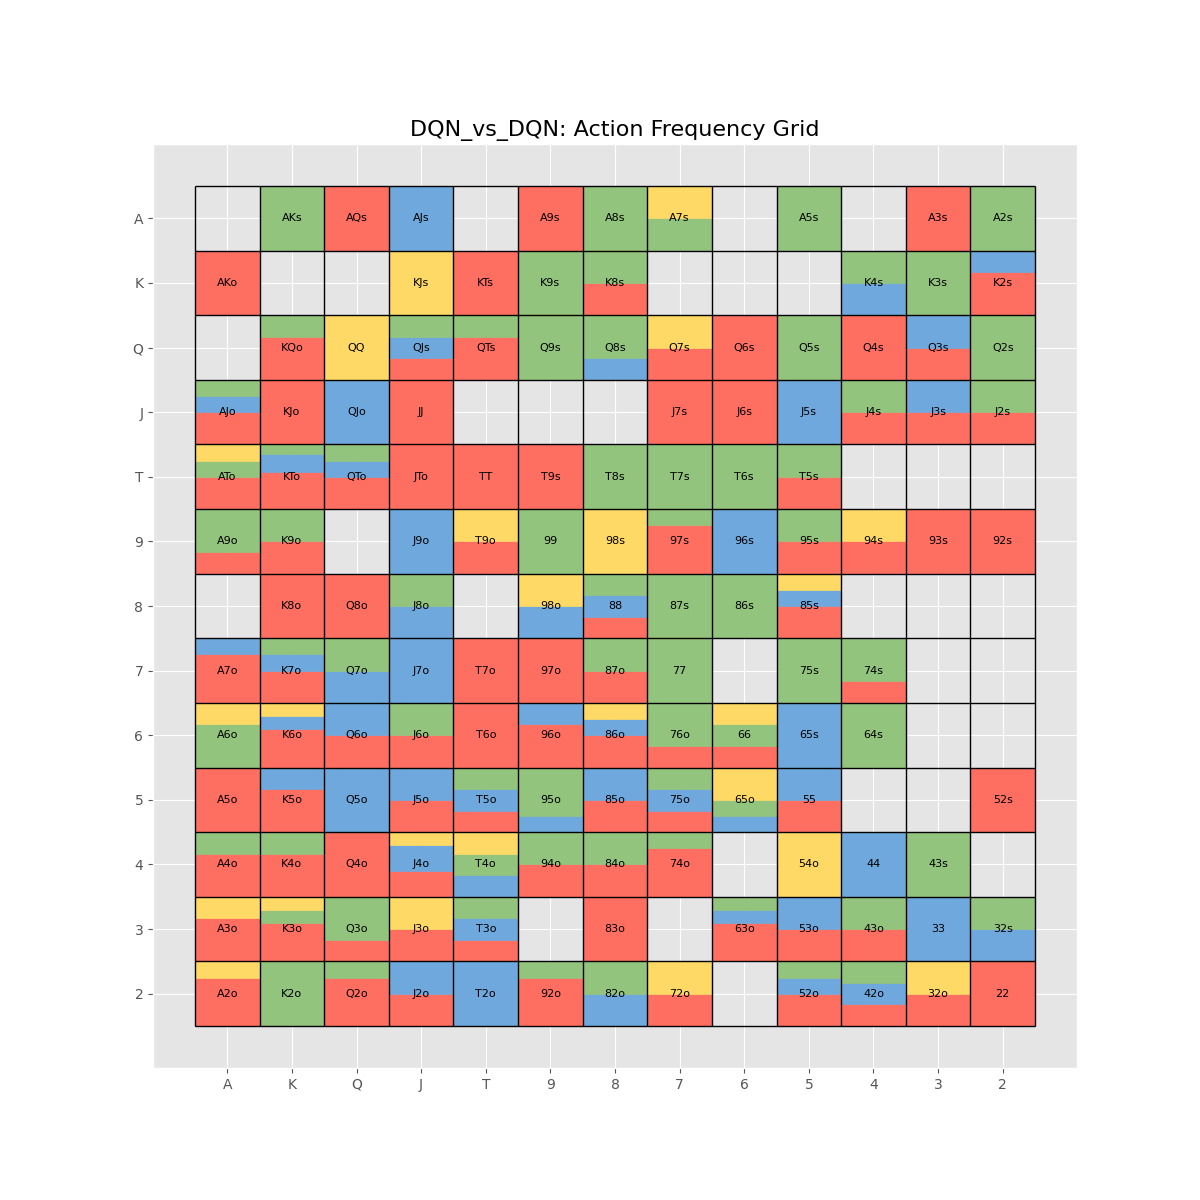 DQN_vs_DQN: Action Frequency Grid
A AKs AQs AJs A9s A8s A7s A5s A3s A2s
K AKo KJs KTs K9s K8s K4s K3s K2s
Q KQo QQ QJs QTs Q9s Q8s Q7s Q6s Q5s Q4s Q3s Q2s
J AJo KJo QJo JJ J7s J6s J5s J4s J3s J2s
T ATo KTo QTo JTo TT T9s T8s T7s T6s T5s
9 A9o K9o J9o T9o 99 98s 97s 96s 95s 94s 93s 92s
8 K8o Q8o J8o 98o 88 87s 86s 85s
7 A7o K7o Q7o J7o T7o 97o 87o 77 75s 74s
6 A6o K6o Q6o J6o T6o 96o 86o 76o 66 65s 64s
5 A5o K5o Q5o J5o T5o 95o 85o 75o 65o 55 52s
4 A4o K4o Q4o J4o T4o 94o 84o 74o 54o 44 43s
3 A3o K3o Q3o J3o T3o 83o 63o 53o 43o 33 32s
2 A2o K2o Q2o J2o T2o 92o 82o 72o 52o 42o 32o 22
A K Q J T 9 8 7 6 5 4 3 2